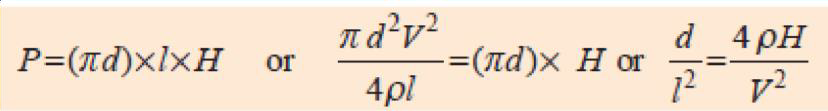 P=(πd)×l×H or πd²V²/4ρl=(πd)× H or d/l²=4ρH/V²